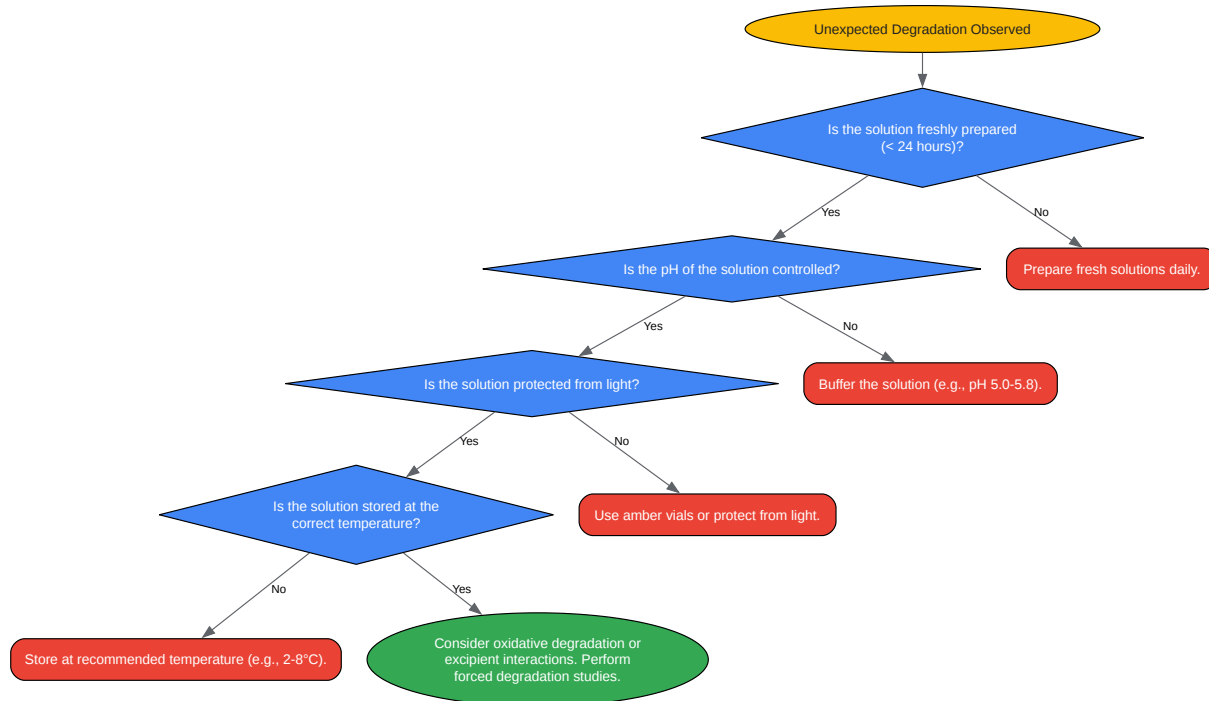 Unexpected Degradation Observed
Is the solution freshly prepared
(< 24 hours)?
Yes
No
Is the pH of the solution controlled?
Prepare fresh solutions daily.
Yes
No
Is the solution protected from light?
Buffer the solution (e.g., pH 5.0-5.8).
Yes
No
Is the solution stored at the
correct temperature?
Use amber vials or protect from light.
No
Yes
Store at recommended temperature (e.g., 2-8°C).
Consider oxidative degradation or
excipient interactions. Perform
forced degradation studies.